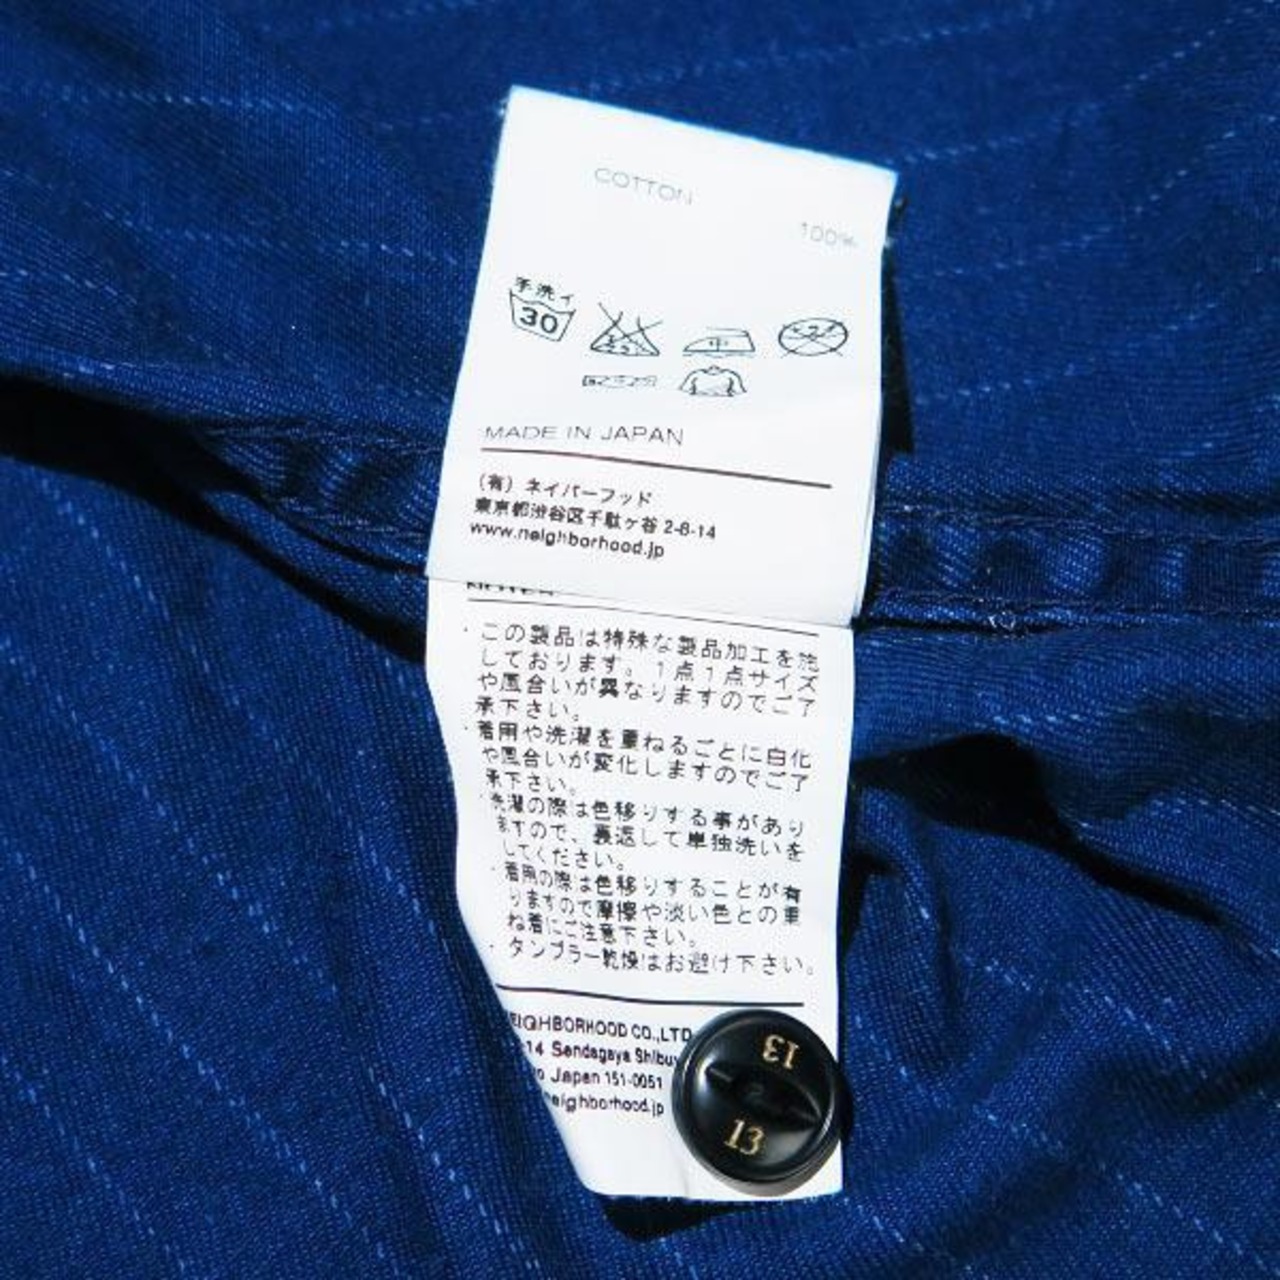 COTTON
100%
手洗イ
30
中
MADE IN JAPAN
（有）ネイバーフッド
東京都渋谷区千駄ヶ谷 2-8-14
www.neighborhood.jp
・この製品は特殊な製品加工を施
しております。1点1点サイズ
や風合いが異なりますのでご了
承下さい。
・着用や洗濯を重ねるごとに白化
や風合いが変化しますのでご了
承下さい。
・洗濯の際は色移りする事があり
ますので、裏返して単独洗いを
してください。
・着用の際は色移りすることが有
りますので摩擦や淡い色との重
ね着にご注意下さい。
・タンブラー乾燥はお避け下さい。
EIGHBORHOOD CO.,LTD
14 Sendagaya Shibuy
o Japan 151-0051
neighborhood.jp
13
13